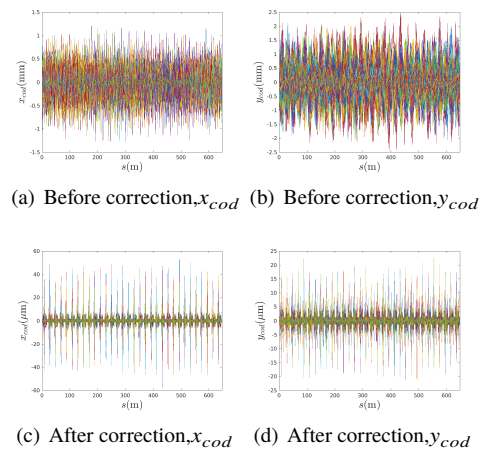 1.5
1
0.5
0
-0.5
-1
-1.5
x_cod(mm)
0 100 200 300 400 500 600
s(m)
2.5
2
1.5
1
0.5
0
-0.5
-1
-1.5
-2
-2.5
y_cod(mm)
0 100 200 300 400 500 600
s(m)
(a) Before correction,x_cod (b) Before correction,y_cod
60
40
20
0
-20
-40
-60
x_cod(μm)
0 100 200 300 400 500 600
s(m)
25
20
15
10
5
0
-5
-10
-15
-20
-25
y_cod(μm)
0 100 200 300 400 500 600
s(m)
(c) After correction,x_cod (d) After correction,y_cod